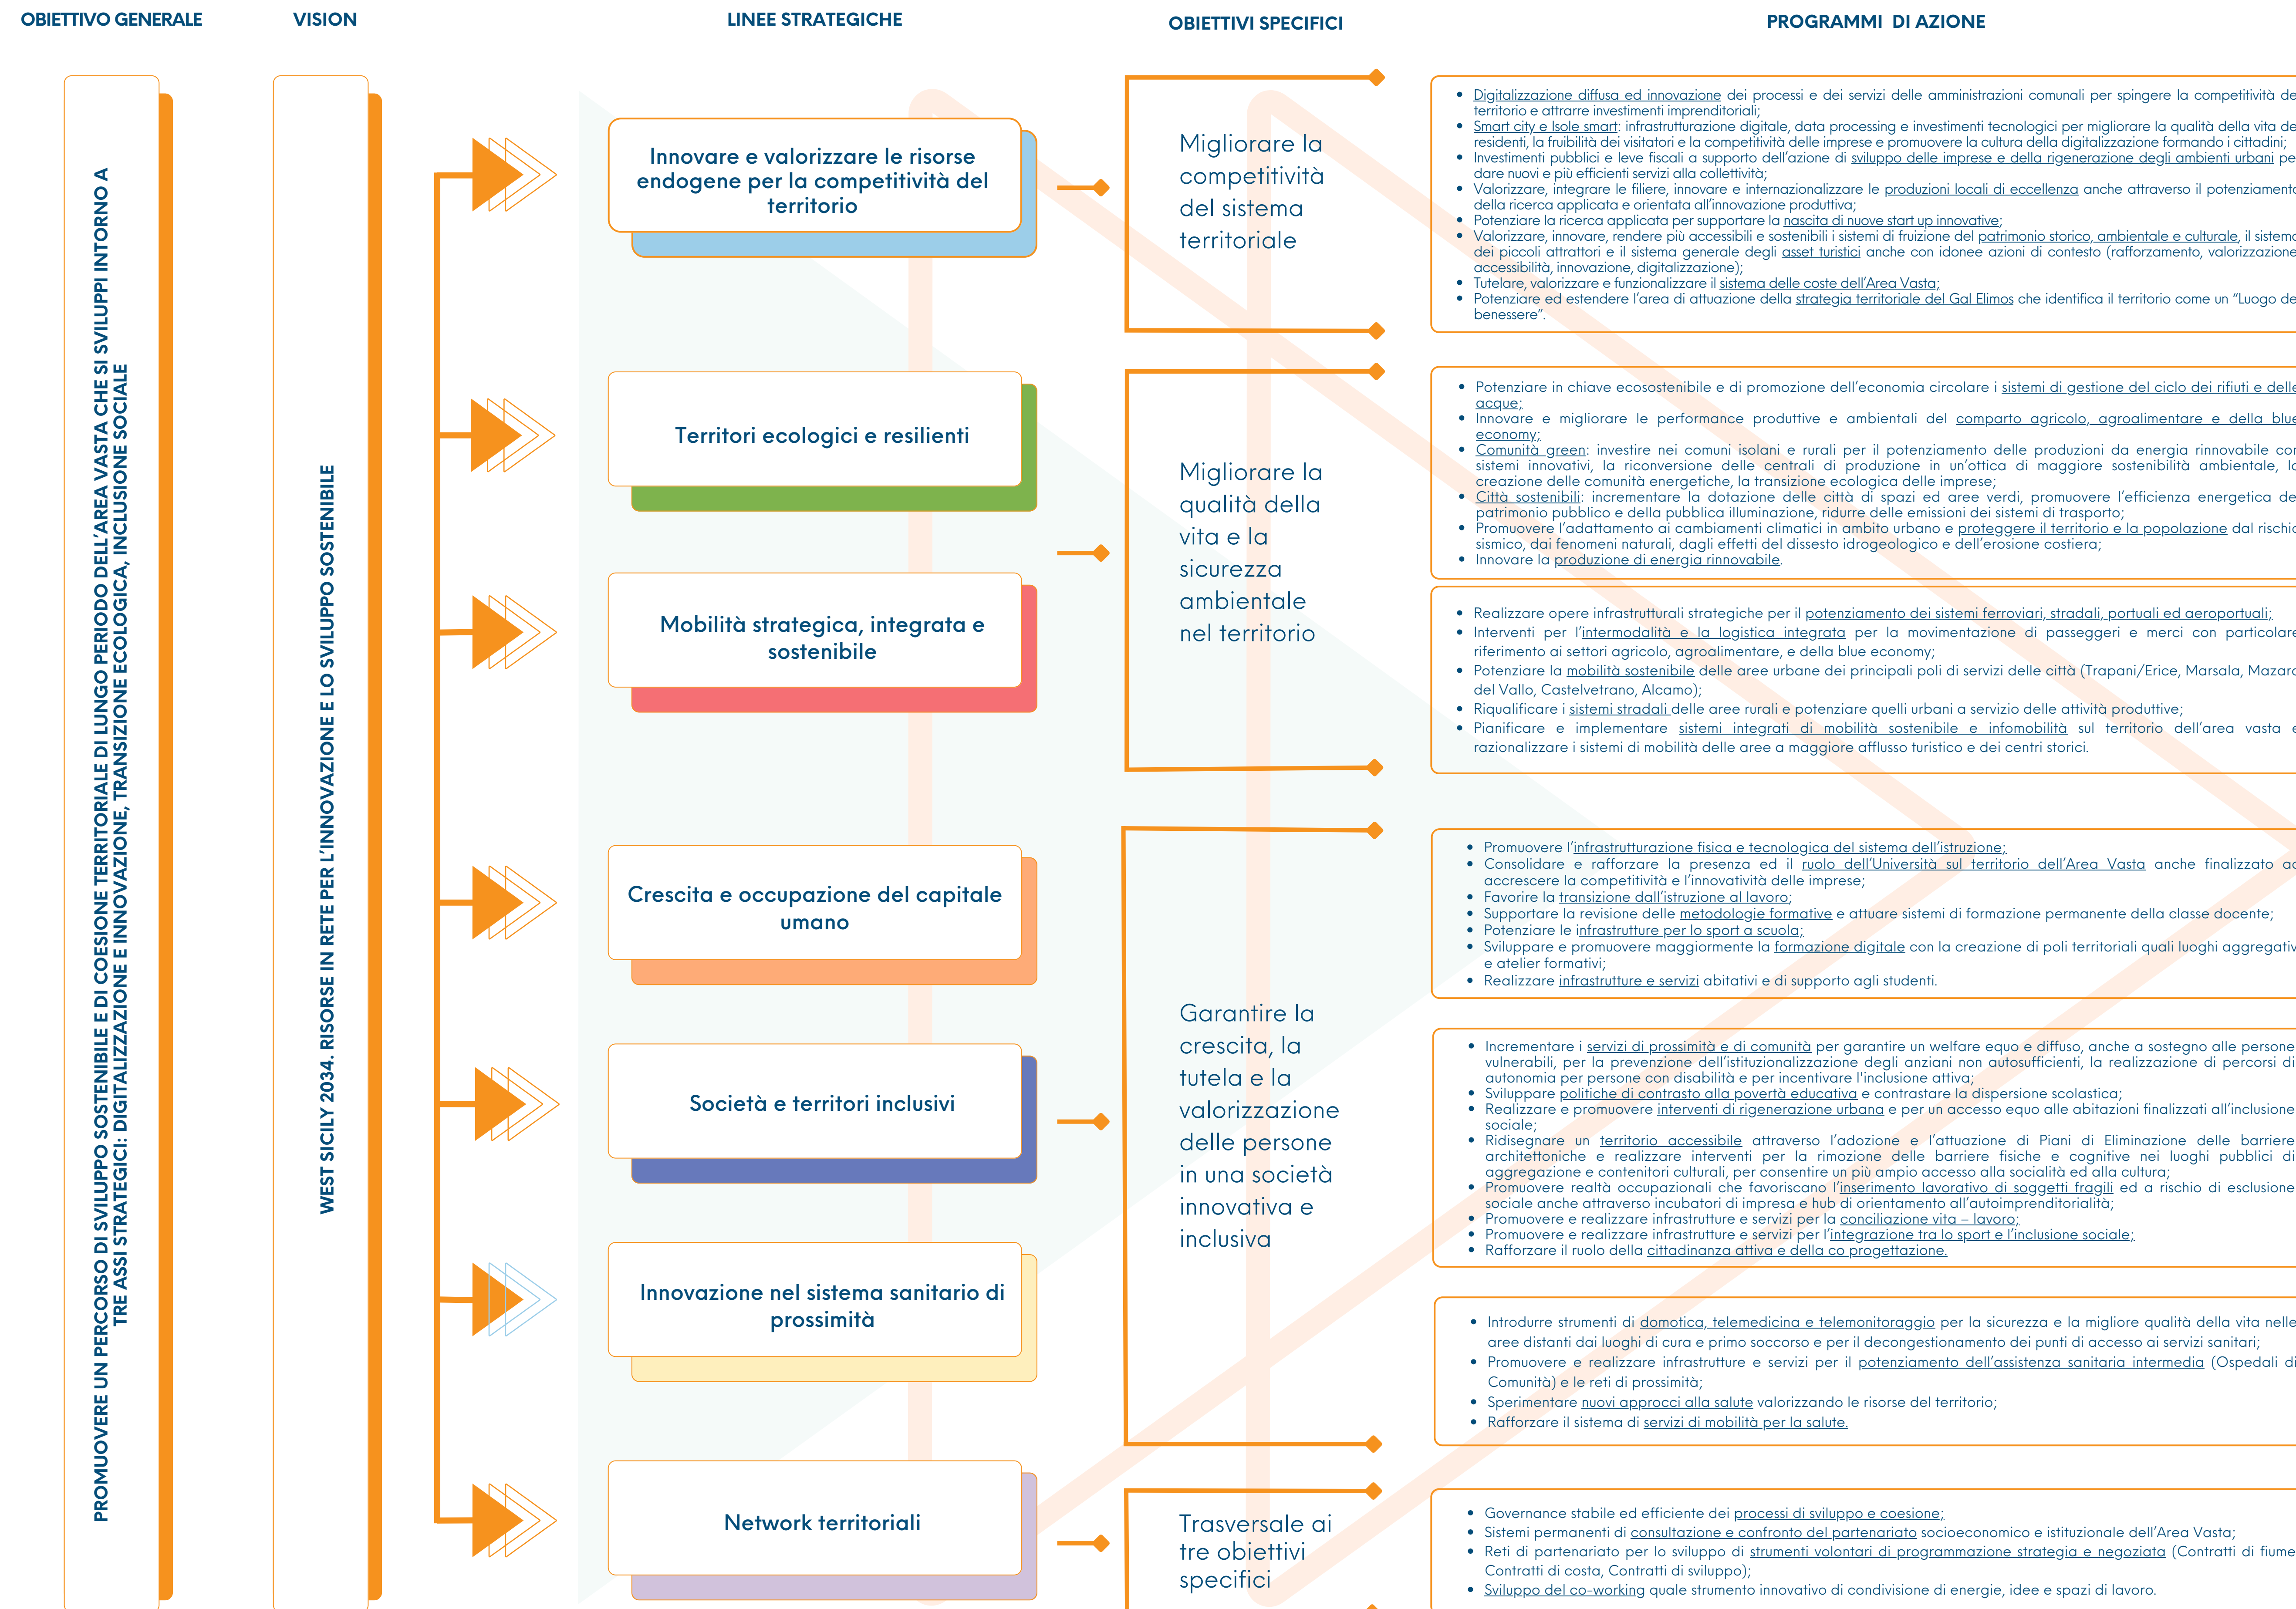 OBIETTIVO GENERALE
VISION
LINEE STRATEGICHE
OBIETTIVI SPECIFICI
PROGRAMMI DI AZIONE
PROMUOVERE UN PERCORSO DI SVILUPPO SOSTENIBILE E DI COESIONE TERRITORIALE DI LUNGO PERIODO DELL'AREA VASTA CHE SI SVILUPPI INTORNO A
TRE ASSI STRATEGICI: DIGITALIZZAZIONE E INNOVAZIONE, TRANSIZIONE ECOLOGICA, INCLUSIONE SOCIALE
WEST SICILY 2034. RISORSE IN RETE PER L'INNOVAZIONE E LO SVILUPPO SOSTENIBILE
Innovare e valorizzare le risorse
endogene per la competitività del
territorio
Territori ecologici e resilienti
Mobilità strategica, integrata e
sostenibile
Crescita e occupazione del capitale
umano
Società e territori inclusivi
Innovazione nel sistema sanitario di
prossimità
Network territoriali
Migliorare la
competitività
del sistema
territoriale
Migliorare la
qualità della
vita e la
sicurezza
ambientale
nel territorio
Garantire la
crescita, la
tutela e la
valorizzazione
delle persone
in una società
innovativa e
inclusiva
Trasversale ai
tre obiettivi
specifici
• Digitalizzazione diffusa ed innovazione dei processi e dei servizi delle amministrazioni comunali per spingere la competitività de
territorio e attrarre investimenti imprenditoriali;
• Smart city e Isole smart: infrastrutturazione digitale, data processing e investimenti tecnologici per migliorare la qualità della vita de
residenti, la fruibilità dei visitatori e la competitività delle imprese e promuovere la cultura della digitalizzazione formando i cittadini;
• Investimenti pubblici e leve fiscali a supporto dell'azione di sviluppo delle imprese e della rigenerazione degli ambienti urbani pe
dare nuovi e più efficienti servizi alla collettività;
• Valorizzare, integrare le filiere, innovare e internazionalizzare le produzioni locali di eccellenza anche attraverso il potenziamento
della ricerca applicata e orientata all'innovazione produttiva;
• Potenziare la ricerca applicata per supportare la nascita di nuove start up innovative;
• Valorizzare, innovare, rendere più accessibili e sostenibili i sistemi di fruizione del patrimonio storico, ambientale e culturale, il sistema
dei piccoli attrattori e il sistema generale degli asset turistici anche con idonee azioni di contesto (rafforzamento, valorizzazione
accessibilità, innovazione, digitalizzazione);
• Tutelare, valorizzare e funzionalizzare il sistema delle coste dell'Area Vasta;
• Potenziare ed estendere l'area di attuazione della strategia territoriale del Gal Elimos che identifica il territorio come un "Luogo de
benessere".
• Potenziare in chiave ecosostenibile e di promozione dell'economia circolare i sistemi di gestione del ciclo dei rifiuti e delle
acque;
• Innovare e migliorare le performance produttive e ambientali del comparto agricolo, agroalimentare e della blue
economy;
• Comunità green: investire nei comuni isolani e rurali per il potenziamento delle produzioni da energia rinnovabile con
sistemi innovativi, la riconversione delle centrali di produzione in un'ottica di maggiore sostenibilità ambientale, la
creazione delle comunità energetiche, la transizione ecologica delle imprese;
• Città sostenibili: incrementare la dotazione delle città di spazi ed aree verdi, promuovere l'efficienza energetica de
patrimonio pubblico e della pubblica illuminazione, ridurre delle emissioni dei sistemi di trasporto;
• Promuovere l'adattamento ai cambiamenti climatici in ambito urbano e proteggere il territorio e la popolazione dal rischio
sismico, dai fenomeni naturali, dagli effetti del dissesto idrogeologico e dell'erosione costiera;
• Innovare la produzione di energia rinnovabile.
• Realizzare opere infrastrutturali strategiche per il potenziamento dei sistemi ferroviari, stradali, portuali ed aeroportuali;
• Interventi per l'intermodalità e la logistica integrata per la movimentazione di passeggeri e merci con particolare
riferimento ai settori agricolo, agroalimentare, e della blue economy;
• Potenziare la mobilità sostenibile delle aree urbane dei principali poli di servizi delle città (Trapani/Erice, Marsala, Mazara
del Vallo, Castelvetrano, Alcamo);
• Riqualificare i sistemi stradali delle aree rurali e potenziare quelli urbani a servizio delle attività produttive;
• Pianificare e implementare sistemi integrati di mobilità sostenibile e infomobilità sul territorio dell'area vasta e
razionalizzare i sistemi di mobilità delle aree a maggiore afflusso turistico e dei centri storici.
• Promuovere l'infrastrutturazione fisica e tecnologica del sistema dell'istruzione;
• Consolidare e rafforzare la presenza ed il ruolo dell'Università sul territorio dell'Area Vasta anche finalizzato ad
accrescere la competitività e l'innovatività delle imprese;
• Favorire la transizione dall'istruzione al lavoro;
• Supportare la revisione delle metodologie formative e attuare sistemi di formazione permanente della classe docente;
• Potenziare le infrastrutture per lo sport a scuola;
• Sviluppare e promuovere maggiormente la formazione digitale con la creazione di poli territoriali quali luoghi aggregativ
e atelier formativi;
• Realizzare infrastrutture e servizi abitativi e di supporto agli studenti.
• Incrementare i servizi di prossimità e di comunità per garantire un welfare equo e diffuso, anche a sostegno alle persone
vulnerabili, per la prevenzione dell'istituzionalizzazione degli anziani non autosufficienti, la realizzazione di percorsi di
autonomia per persone con disabilità e per incentivare l'inclusione attiva;
• Sviluppare politiche di contrasto alla povertà educativa e contrastare la dispersione scolastica;
• Realizzare e promuovere interventi di rigenerazione urbana e per un accesso equo alle abitazioni finalizzati all'inclusione
sociale;
• Ridisegnare un territorio accessibile attraverso l'adozione e l'attuazione di Piani di Eliminazione delle barriere
architettoniche e realizzare interventi per la rimozione delle barriere fisiche e cognitive nei luoghi pubblici di
aggregazione e contenitori culturali, per consentire un più ampio accesso alla socialità ed alla cultura;
• Promuovere realtà occupazionali che favoriscano l'inserimento lavorativo di soggetti fragili ed a rischio di esclusione
sociale anche attraverso incubatori di impresa e hub di orientamento all'autoimprenditorialità;
• Promuovere e realizzare infrastrutture e servizi per la conciliazione vita – lavoro;
• Promuovere e realizzare infrastrutture e servizi per l'integrazione tra lo sport e l'inclusione sociale;
• Rafforzare il ruolo della cittadinanza attiva e della co progettazione.
• Introdurre strumenti di domotica, telemedicina e telemonitoraggio per la sicurezza e la migliore qualità della vita nelle
aree distanti dai luoghi di cura e primo soccorso e per il decongestionamento dei punti di accesso ai servizi sanitari;
• Promuovere e realizzare infrastrutture e servizi per il potenziamento dell'assistenza sanitaria intermedia (Ospedali di
Comunità) e le reti di prossimità;
• Sperimentare nuovi approcci alla salute valorizzando le risorse del territorio;
• Rafforzare il sistema di servizi di mobilità per la salute.
• Governance stabile ed efficiente dei processi di sviluppo e coesione;
• Sistemi permanenti di consultazione e confronto del partenariato socioeconomico e istituzionale dell'Area Vasta;
• Reti di partenariato per lo sviluppo di strumenti volontari di programmazione strategia e negoziata (Contratti di fiume
Contratti di costa, Contratti di sviluppo);
• Sviluppo del co-working quale strumento innovativo di condivisione di energie, idee e spazi di lavoro.